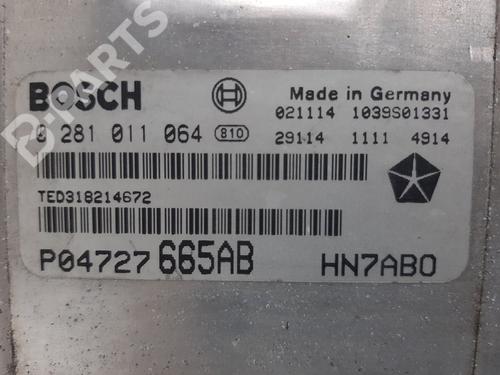 B-PARTS
BOSCH
Made in Germany
021114 1039S01331
0 281 011 064 810
29114 1111 4914
TED318214672
P04727 665AB HN7AB0